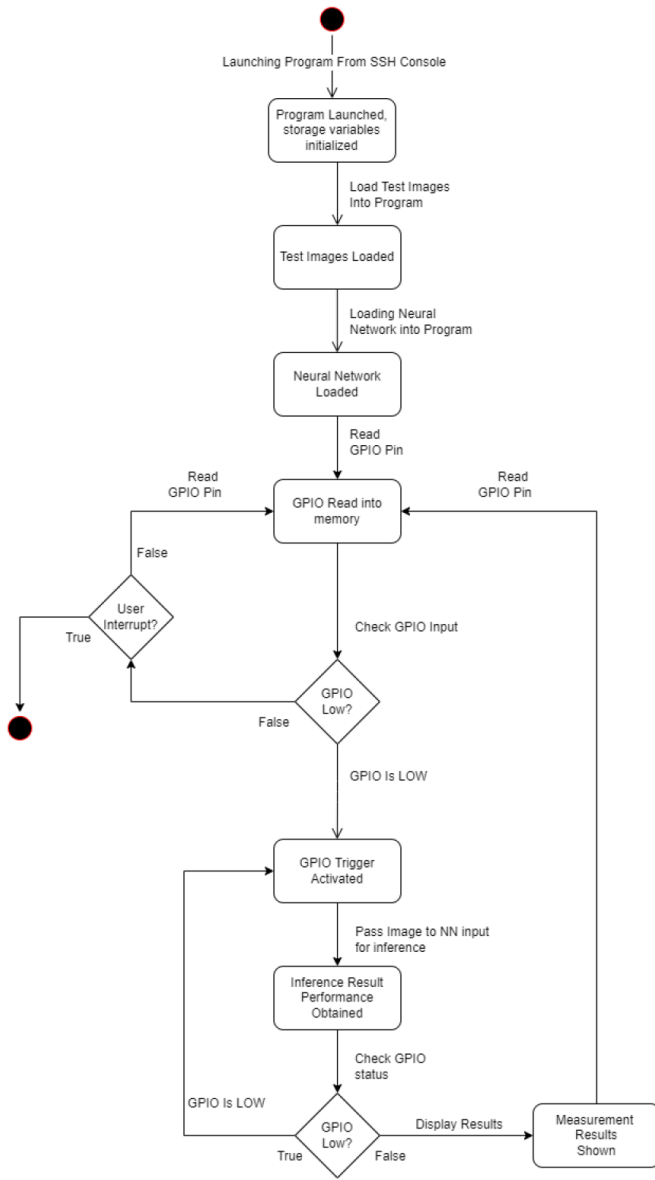 Launching Program From SSH Console
Program Launched,
storage variables
initialized
Load Test Images
Into Program
Test Images Loaded
Loading Neural
Network into Program
Neural Network
Loaded
Read
GPIO Pin
Read
GPIO Pin
Read
GPIO Pin
GPIO Read into
memory
False
User
Interrupt?
True
Check GPIO Input
GPIO
Low?
False
GPIO Is LOW
GPIO Trigger
Activated
Pass Image to NN input
for inference
Inference Result
Performance
Obtained
Check GPIO
status
GPIO Is LOW
GPIO
Low?
True
False
Display Results
Measurement
Results
Shown